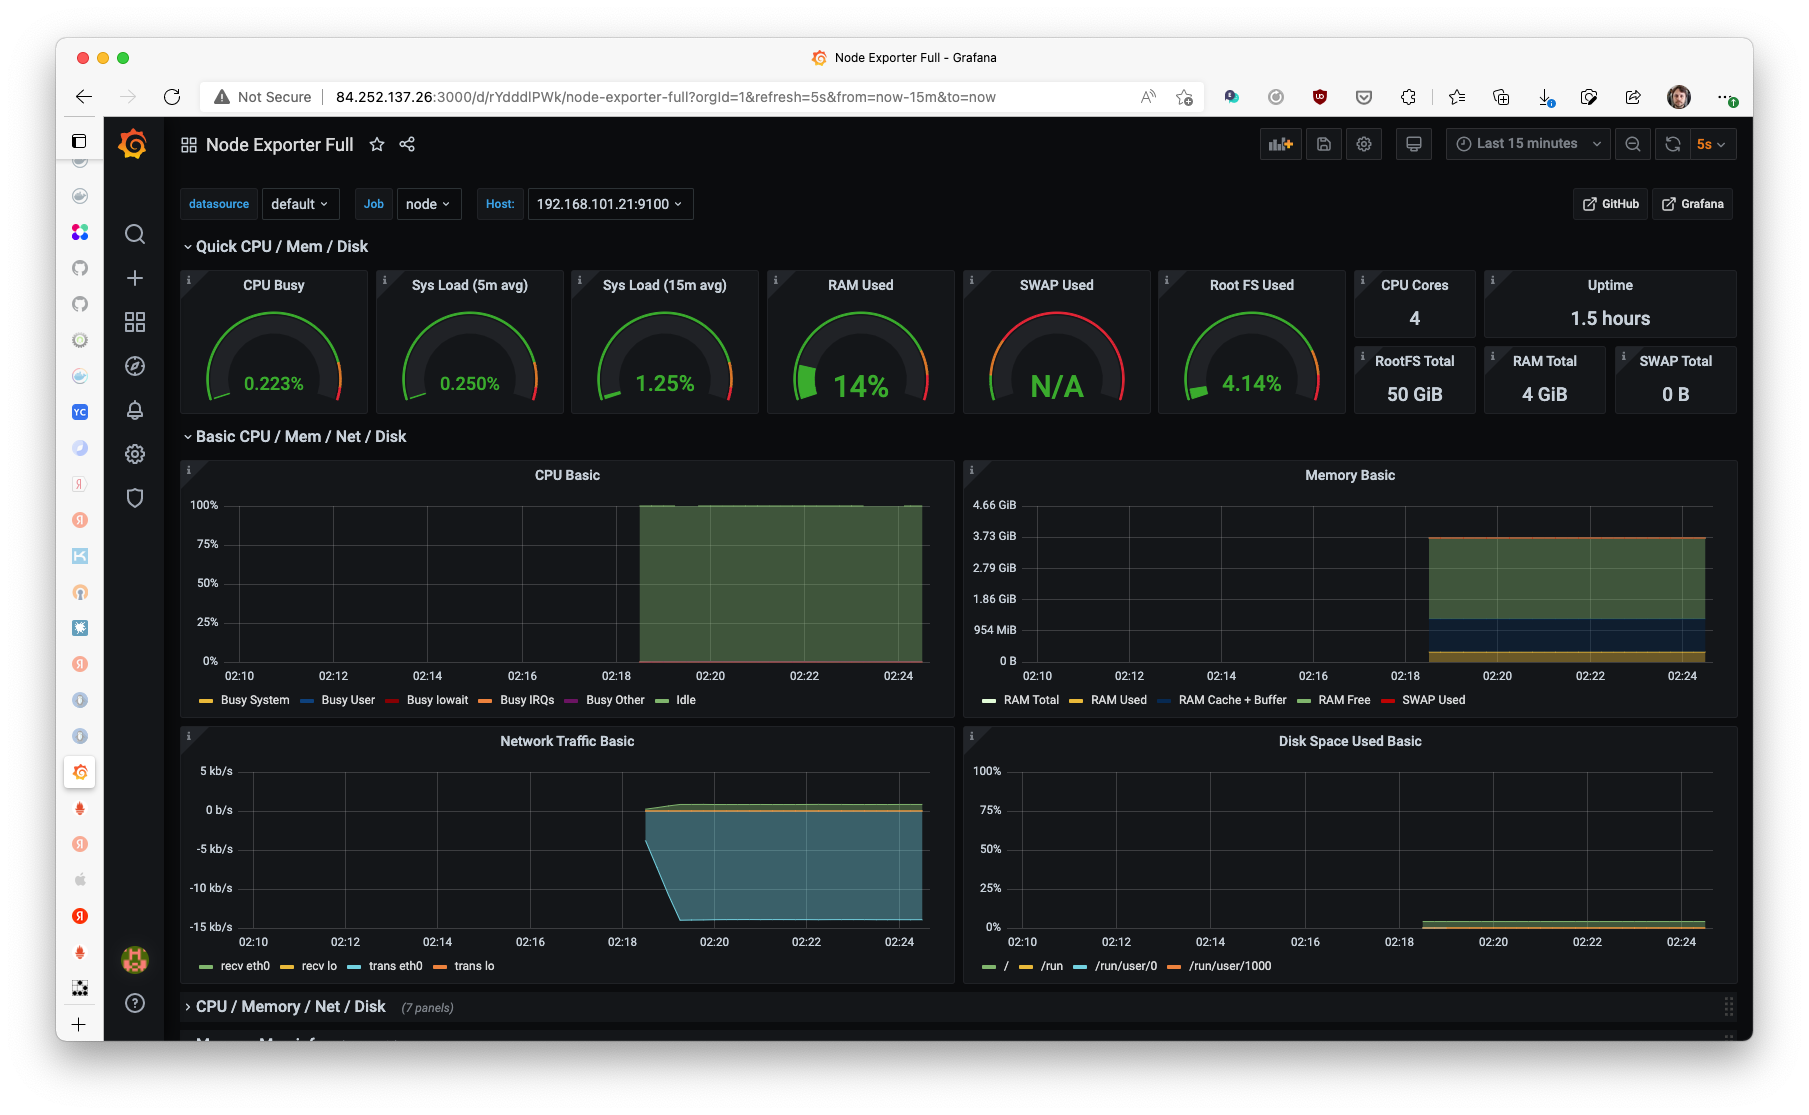 Node Exporter Full - Grafana
Not Secure | 84.252.137.26:3000/d/rYdddlPWk/node-exporter-full?orgId=1&refresh=5s&from=now-15m&to=now
Node Exporter Full
Last 15 minutes
5s
datasource default Job node Host: 192.168.101.21:9100
GitHub Grafana
Quick CPU / Mem / Disk
CPU Busy
0.223%
Sys Load (5m avg)
0.250%
Sys Load (15m avg)
1.25%
RAM Used
14%
SWAP Used
N/A
Root FS Used
4.14%
CPU Cores
4
Uptime
1.5 hours
RootFS Total
50 GiB
RAM Total
4 GiB
SWAP Total
0 B
Basic CPU / Mem / Net / Disk
CPU Basic
100%
75%
50%
25%
0%
02:10 02:12 02:14 02:16 02:18 02:20 02:22 02:24
Busy System Busy User Busy Iowait Busy IRQs Busy Other Idle
Memory Basic
4.66 GiB
3.73 GiB
2.79 GiB
1.86 GiB
954 MiB
0 B
02:10 02:12 02:14 02:16 02:18 02:20 02:22 02:24
RAM Total RAM Used RAM Cache + Buffer RAM Free SWAP Used
Network Traffic Basic
5 kb/s
0 b/s
-5 kb/s
-10 kb/s
-15 kb/s
02:10 02:12 02:14 02:16 02:18 02:20 02:22 02:24
recv eth0 recv lo trans eth0 trans lo
Disk Space Used Basic
100%
75%
50%
25%
0%
02:10 02:12 02:14 02:16 02:18 02:20 02:22 02:24
/ /run /run/user/0 /run/user/1000
CPU / Memory / Net / Disk (7 panels)
YC
Я
Я
Я
Я
Я